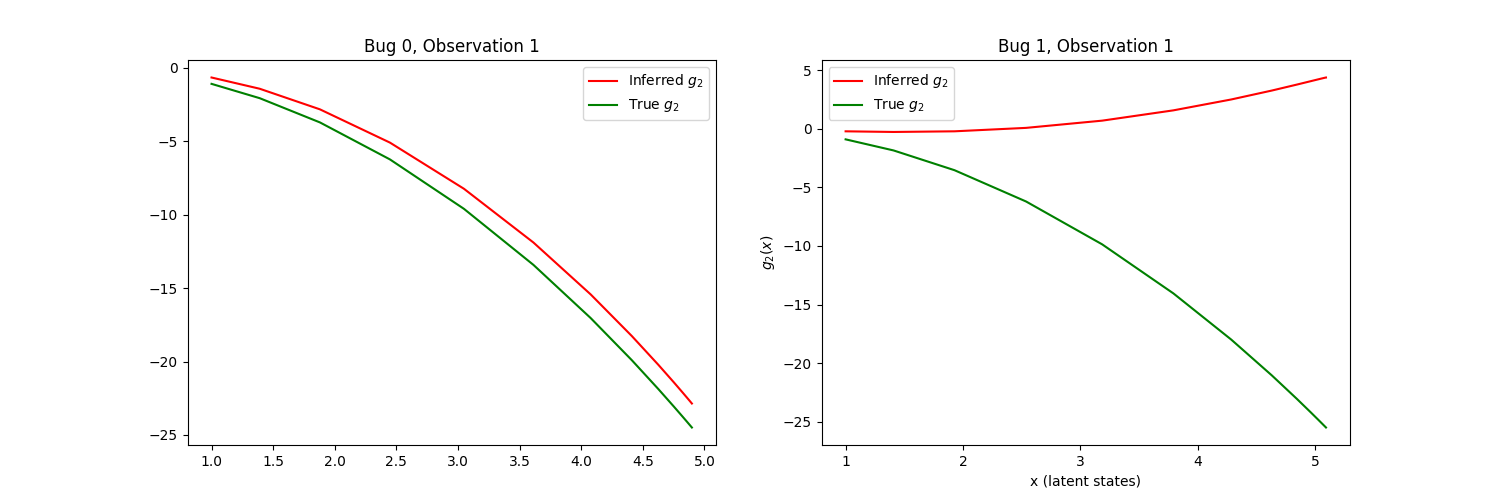 Bug 0, Observation 1
0
−5
−10
−15
−20
−25
1.0 1.5 2.0 2.5 3.0 3.5 4.0 4.5 5.0
Inferred g₂
True g₂
Bug 1, Observation 1
g₂(x)
5
0
−5
−10
−15
−20
−25
1 2 3 4 5
x (latent states)
Inferred g₂
True g₂